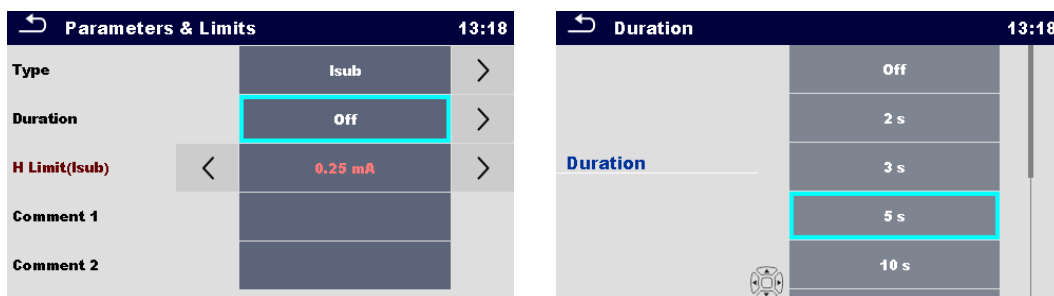 Parameters & Limits 13:18
Type Isub
Duration Off
H Limit(Isub) 0.25 mA
Comment 1
Comment 2
Duration 13:18
Off
2 s
Duration
3 s
5 s
10 s